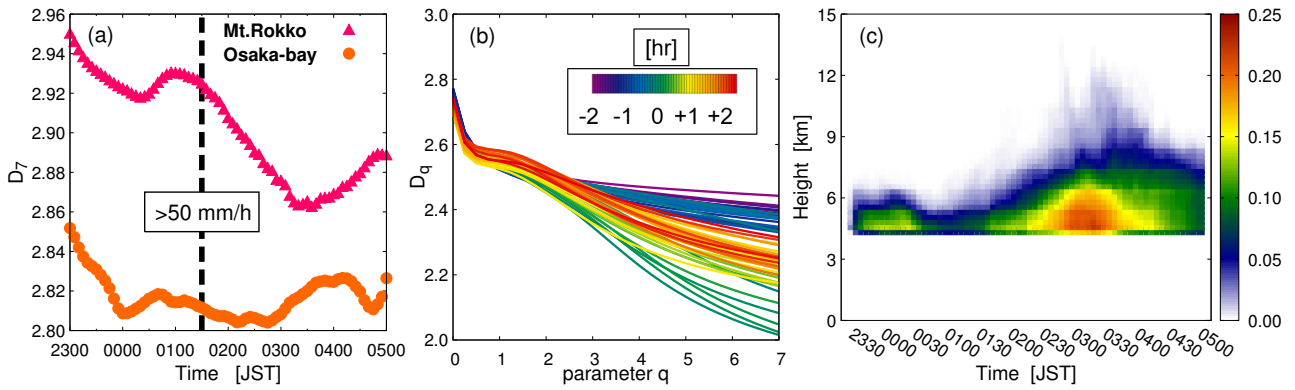 (a)
Mt.Rokko
Osaka-bay
>50 mm/h
D7
2.96
2.94
2.92
2.90
2.88
2.86
2.84
2.82
2.80
2300 0000 0100 0200 0300 0400 0500
Time [JST]
(b)
[hr]
-2 -1 0 +1 +2
Dq
3.0
2.8
2.6
2.4
2.2
2.0
0 1 2 3 4 5 6 7
parameter q
(c)
Height [km]
15
12
9
6
3
0
2330 0000 0030 0100 0130 0200 0230 0300 0330 0400 0430 0500
Time [JST]
0.25
0.20
0.15
0.10
0.05
0.00